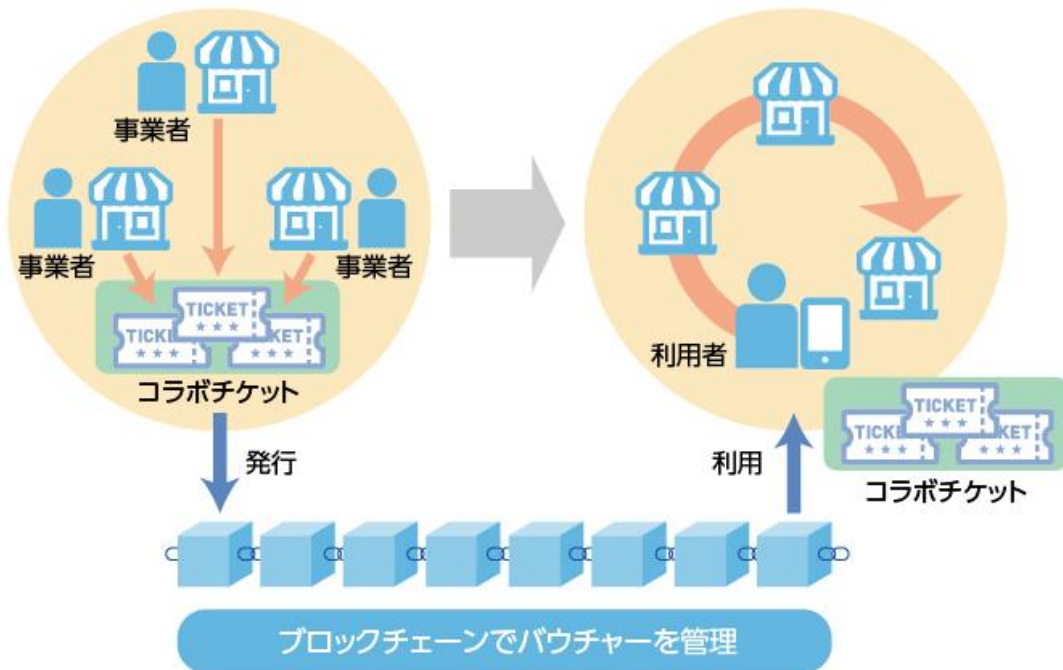 事業者
事業者
事業者
TICKET
TICKE
KET
コラボチケット
発行
利用者
利用
TICKET
TICKE
KET
コラボチケット
ブロックチェーンでバウチャーを管理